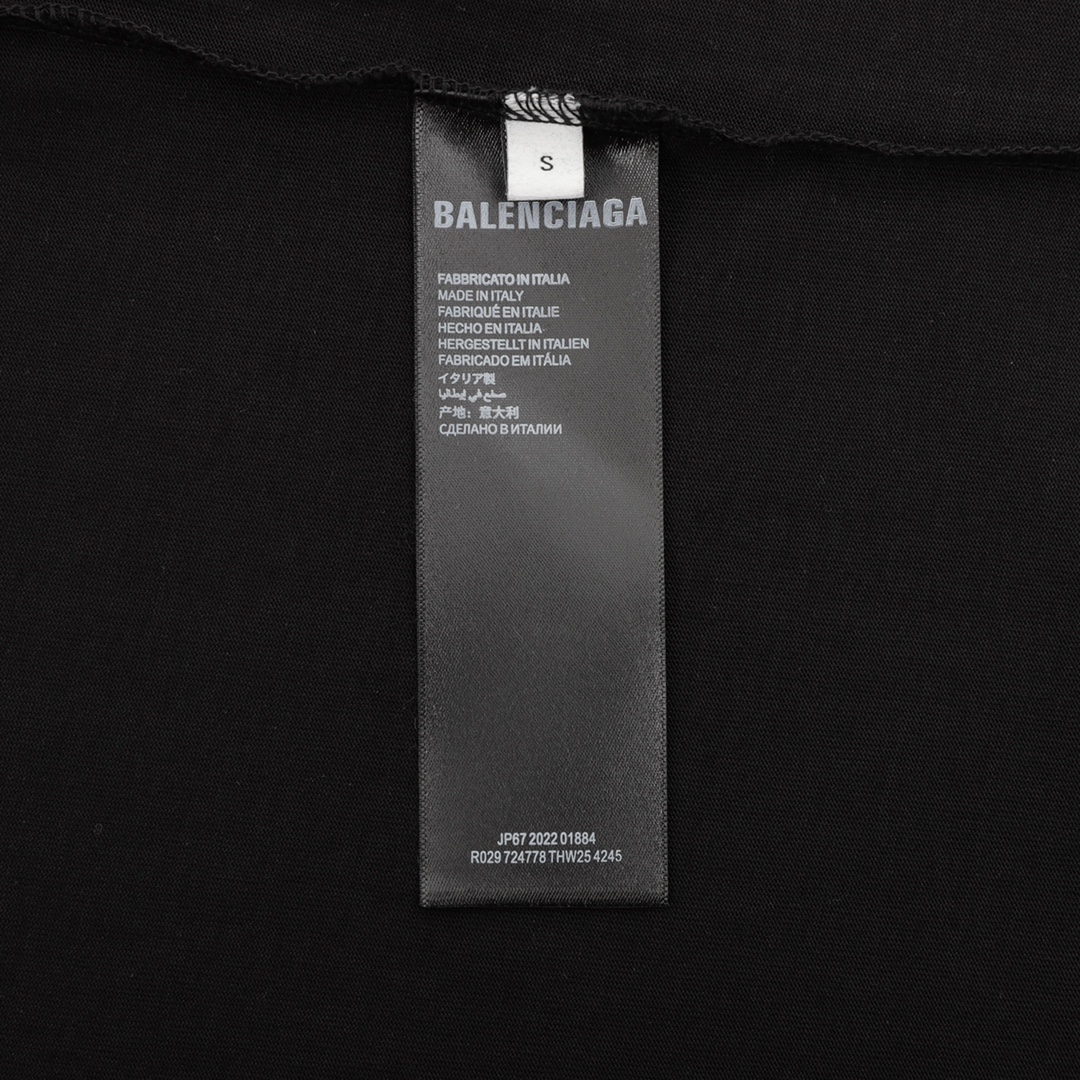 S
BALENCIAGA
FABBRICATO IN ITALIA
MADE IN ITALY
FABRIQUÉ EN ITALIE
HECHO EN ITALIA
HERGESTELLT IN ITALIEN
FABRICADO EM ITÁLIA
イタリア製
صنع في إيطاليا
产地：意大利
СДЕЛАНО В ИТАЛИИ
JP67 2022 01884
R029 724778 THW25 4245